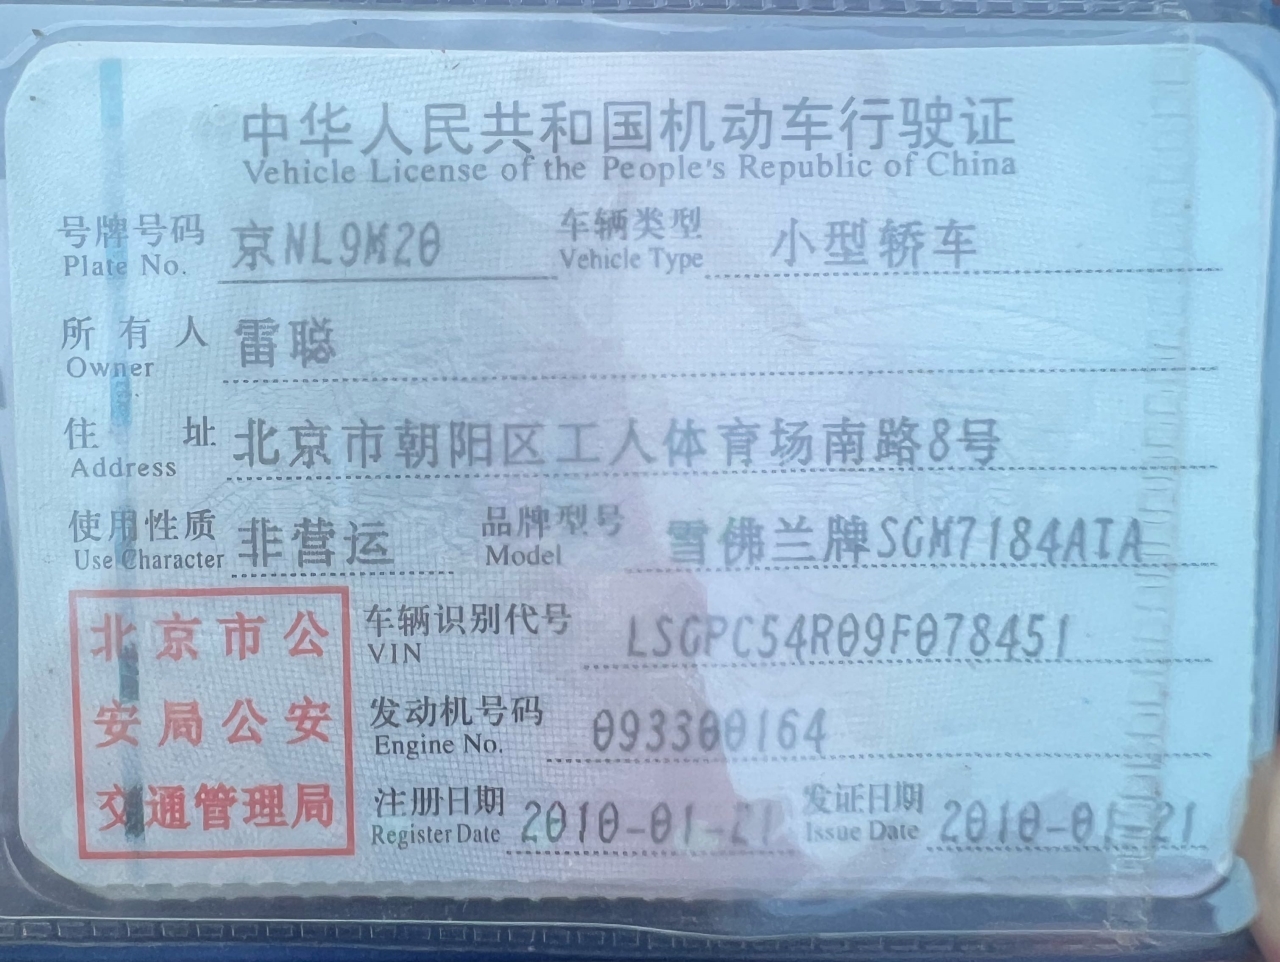 中华人民共和国机动车行驶证
Vehicle License of the People's Republic of China
号牌号码 京NL9M20 车辆类型 小型轿车
Plate No. Vehicle Type
所有人 雷聪
Owner
住址 北京市朝阳区工人体育场南路8号
Address
使用性质 非营运 品牌型号 雪佛兰牌SGM7184AIA
Use Character Model
车辆识别代号 LSGPC54R09F078451
VIN
发动机号码 093300164
Engine No.
注册日期 2010-01-21 发证日期 2010-01-21
Register Date Issue Date
北京市公
安局公安
交通管理局